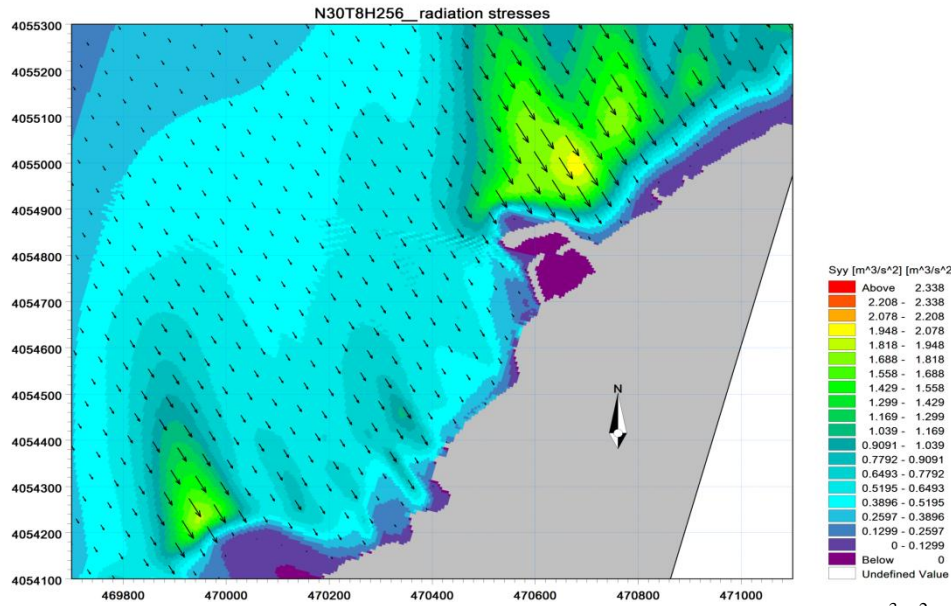 N30T8H256__radiation stresses
4055300
4055200
4055100
4055000
4054900
4054800
4054700
4054600
4054500
4054400
4054300
4054200
4054100
469800 470000 470200 470400 470600 470800 471000
N
Syy [m^3/s^2] [m^3/s^2
Above 2.338
2.208 - 2.338
2.078 - 2.208
1.948 - 2.078
1.818 - 1.948
1.688 - 1.818
1.558 - 1.688
1.429 - 1.558
1.299 - 1.429
1.169 - 1.299
1.039 - 1.169
0.9091 - 1.039
0.7792 - 0.9091
0.6493 - 0.7792
0.5195 - 0.6493
0.3896 - 0.5195
0.2597 - 0.3896
0.1299 - 0.2597
0 - 0.1299
Below 0
Undefined Value